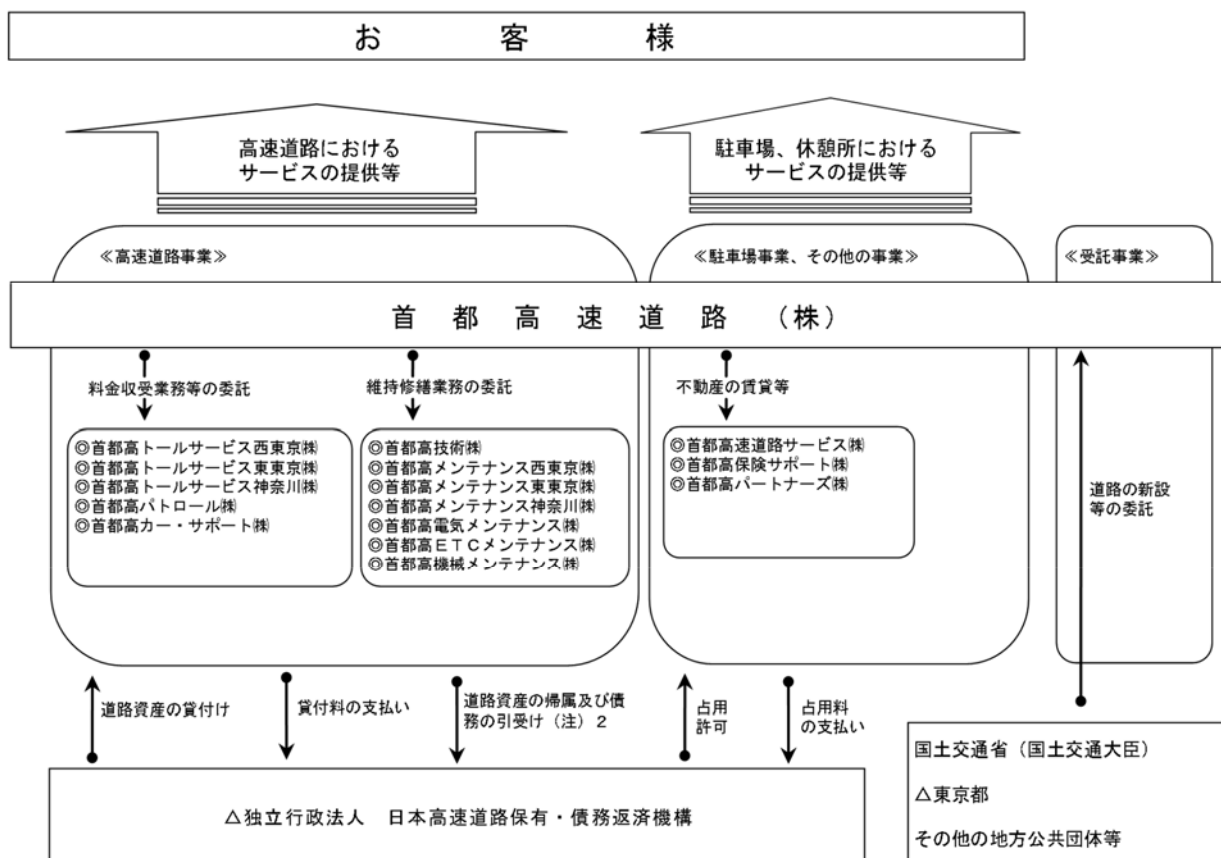 お客様
高速道路における
サービスの提供等
駐車場、休憩所における
サービスの提供等
≪高速道路事業≫
≪駐車場事業、その他の事業≫
≪受託事業≫
首都高速道路（株）
料金収受業務等の委託
維持修繕業務の委託
不動産の賃貸等
◎首都高トールサービス西東京㈱
◎首都高トールサービス東東京㈱
◎首都高トールサービス神奈川㈱
◎首都高パトロール㈱
◎首都高カー・サポート㈱
◎首都高技術㈱
◎首都高メンテナンス西東京㈱
◎首都高メンテナンス東東京㈱
◎首都高メンテナンス神奈川㈱
◎首都高電気メンテナンス㈱
◎首都高ＥＴＣメンテナンス㈱
◎首都高機械メンテナンス㈱
◎首都高速道路サービス㈱
◎首都高保険サポート㈱
◎首都高パートナーズ㈱
道路の新設
等の委託
道路資産の貸付け
貸付料の支払い
道路資産の帰属及び債
務の引受け（注）２
占用
許可
占用料
の支払い
△独立行政法人　日本高速道路保有・債務返済機構
国土交通省（国土交通大臣）
△東京都
その他の地方公共団体等